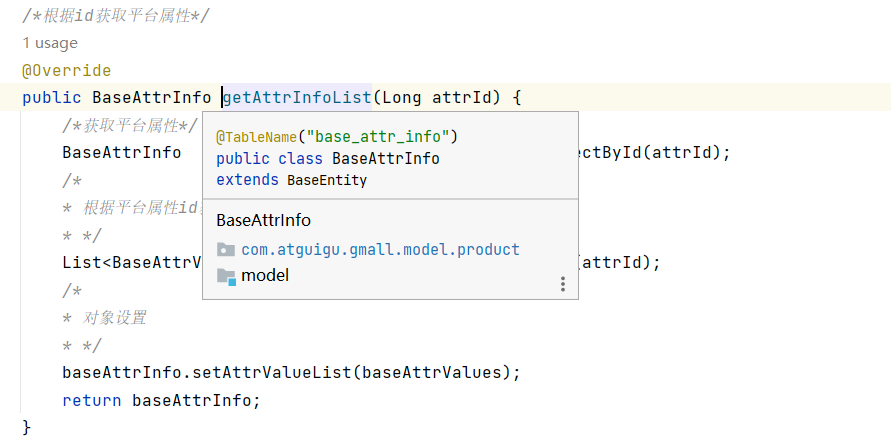 /*根据id获取平台属性*/
1 usage
@Override
public BaseAttrInfo getAttrInfoList(Long attrId) {
/*获取平台属性*/
BaseAttrInfo ectById(attrId);
/*
* 根据平台属性id
* */
List<BaseAttrV (attrId);
/*
* 对象设置
* */
baseAttrInfo.setAttrValueList(baseAttrValues);
return baseAttrInfo;
}
@TableName("base_attr_info")
public class BaseAttrInfo
extends BaseEntity
BaseAttrInfo
com.atguigu.gmall.model.product
model